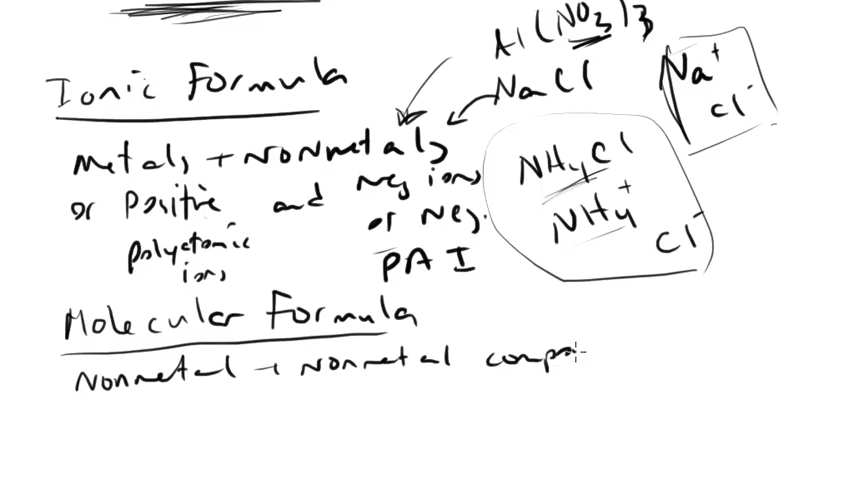 Al(NO3)3
Ionic Formula
NaCl
Na+
Cl-
metals + Nonmetals
NH4Cl
or Positive and Neg ions
polyatomic or Neg.
ions PAI
NH4+
Cl-
Molecular Formula
Nonmetal + Nonmetal compo